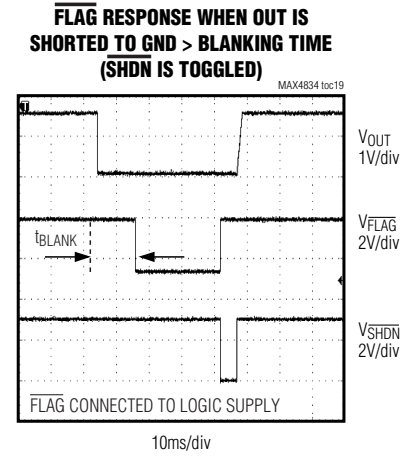 FLAG RESPONSE WHEN OUT IS
SHORTED TO GND > BLANKING TIME
(SHDN IS TOGGLED)
MAX4834 toc19
VOUT
1V/div
VFLAG
2V/div
tBLANK
VSHDN
2V/div
FLAG CONNECTED TO LOGIC SUPPLY
10ms/div